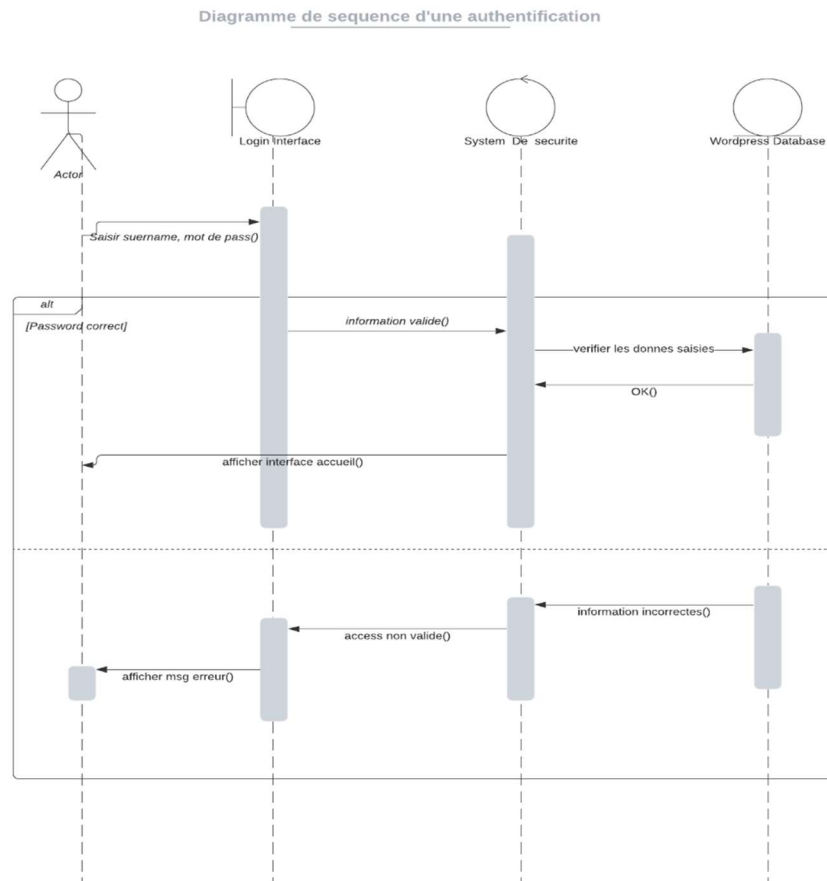 Diagramme de sequence d'une authentification
Actor
Login Interface
System De securite
Wordpress Database
Saisir suername, mot de pass()
alt
[Password correct]
information valide()
verifier les donnes saisies
OK()
afficher interface accueil()
information incorrectes()
access non valide()
afficher msg erreur()